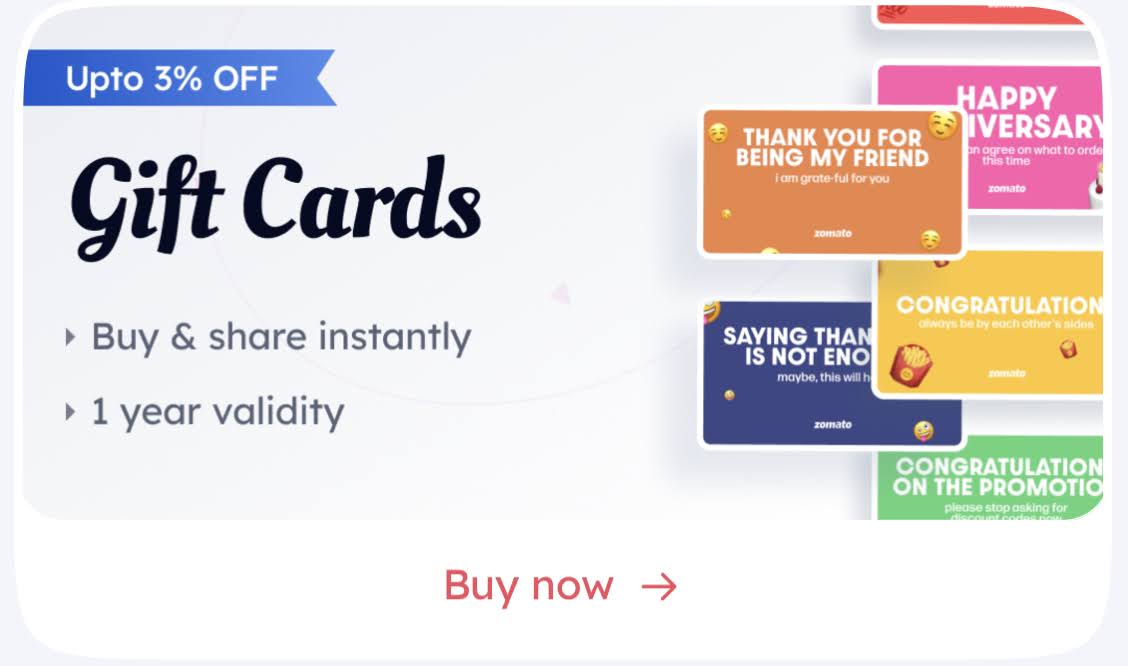 Upto 3% OFF
Gift Cards
Buy & share instantly
1 year validity
zomato
HAPPY
an agree on what to orde
this time
zomato
THANK YOU FOR
BEING MY FRIEND
i am grate-ful for you
zomato
CONGRATULATION
always be by each other's sides
zomato
SAYING THAN
IS NOT ENO
maybe, this will h
zomato
CONGRATULATION
ON THE PROMOTIO
please stop asking for
discount codes now
Buy now